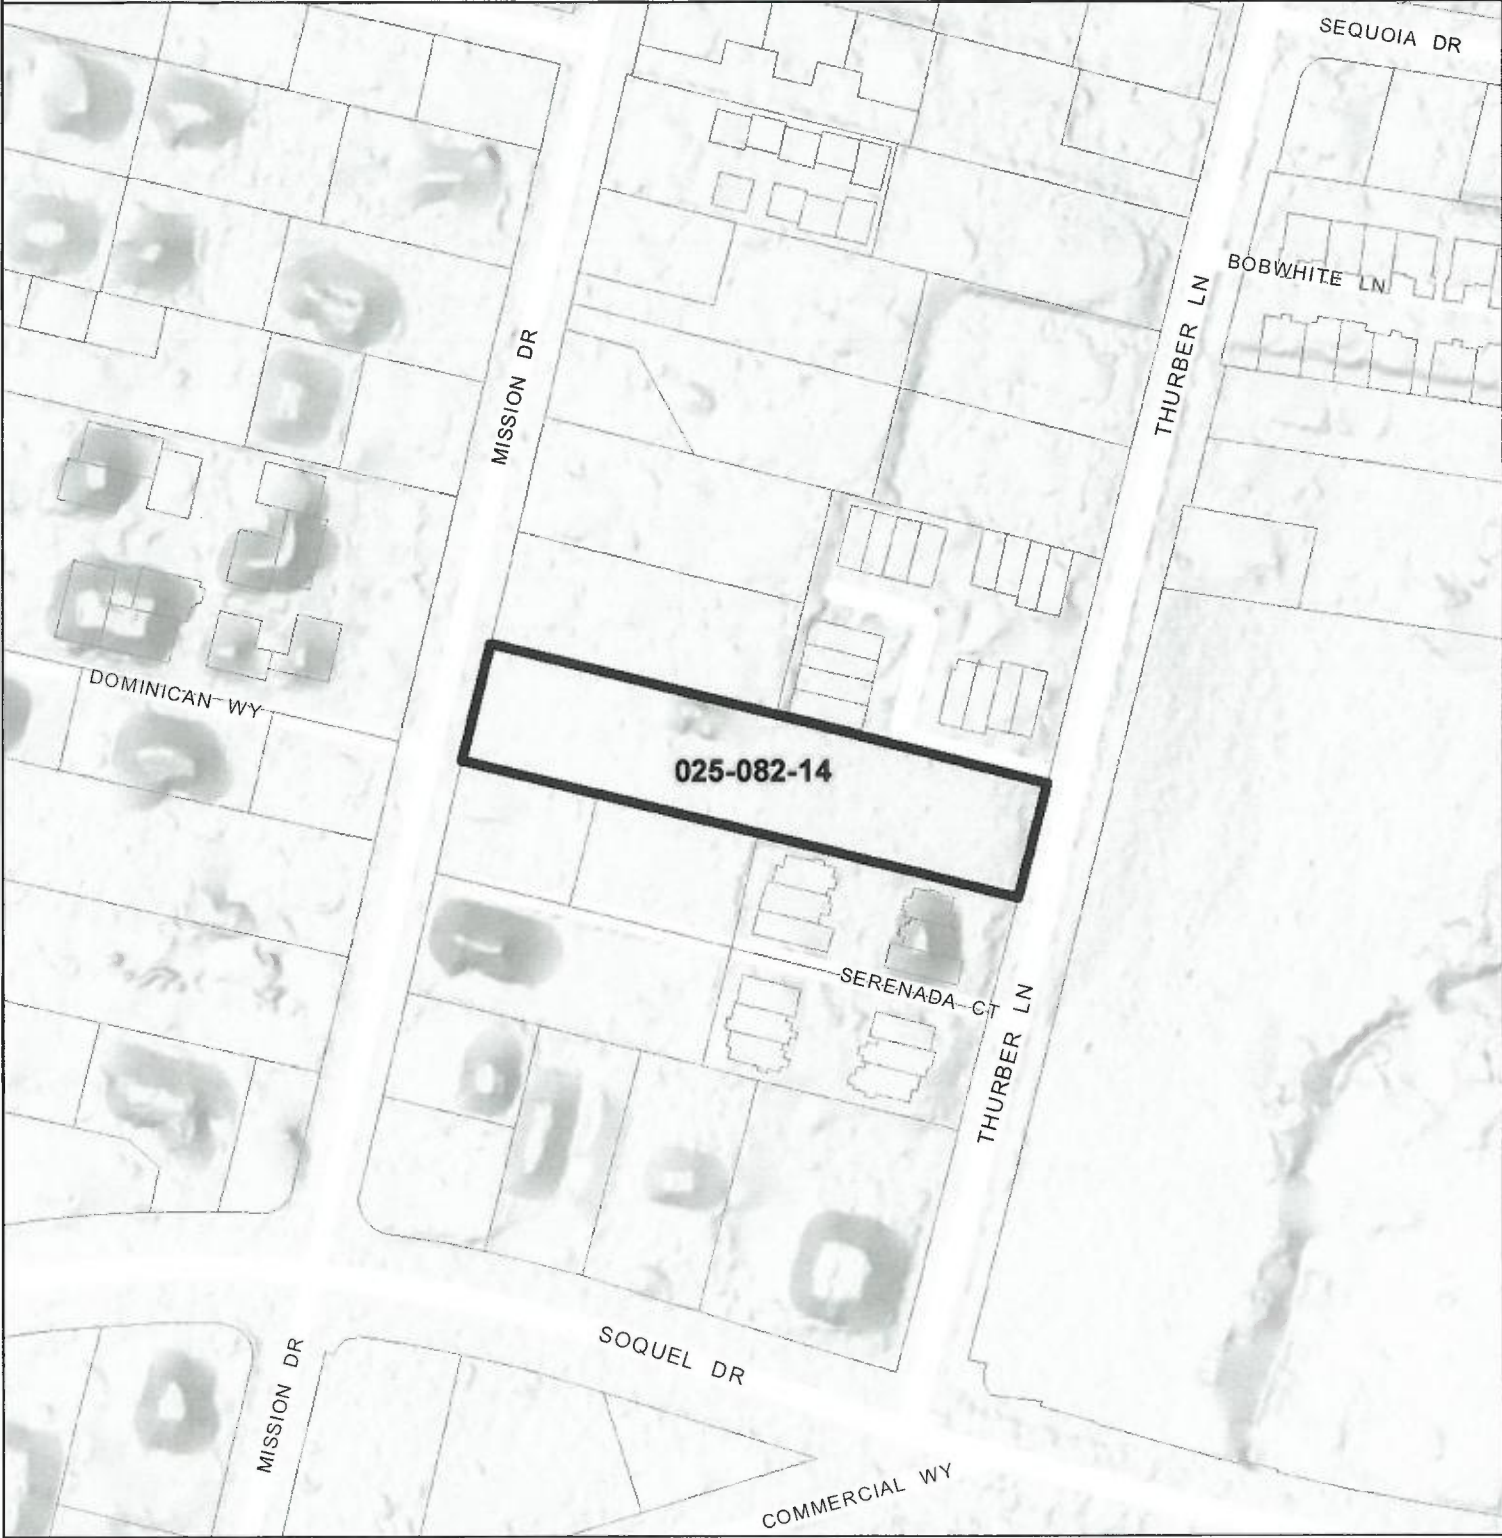 SEQUOIA DR
BOBWHITE LN
THURBER LN
MISSION DR
DOMINICAN WY
025-082-14
SERENADA CT
THURBER LN
SOQUEL DR
MISSION DR
COMMERCIAL WY